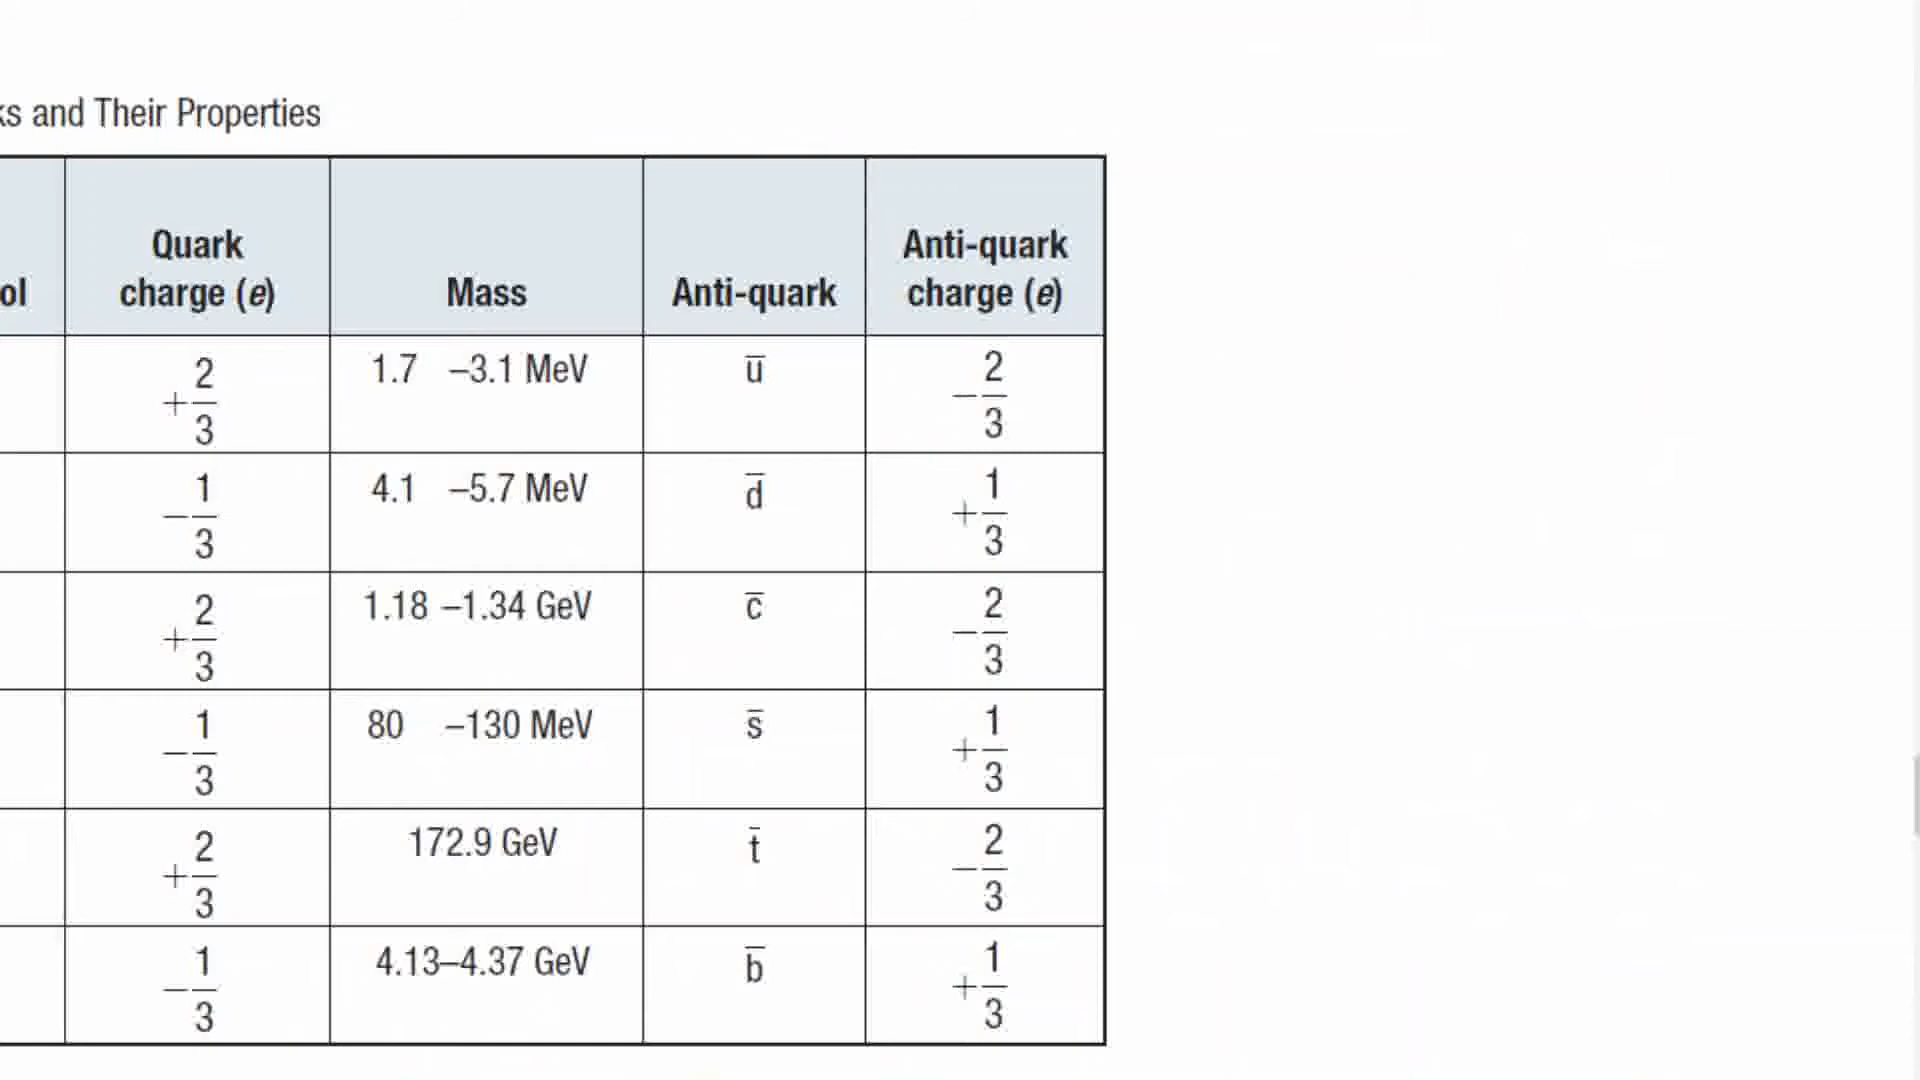 ks and Their Properties
ol
Quark
charge (e)
Mass
Anti-quark
Anti-quark
charge (e)
+2/3
1.7 –3.1 MeV
u̅
−2/3
−1/3
4.1 –5.7 MeV
d̅
+1/3
+2/3
1.18 –1.34 GeV
c̅
−2/3
−1/3
80 –130 MeV
s̅
+1/3
+2/3
172.9 GeV
t̅
−2/3
−1/3
4.13–4.37 GeV
b̅
+1/3